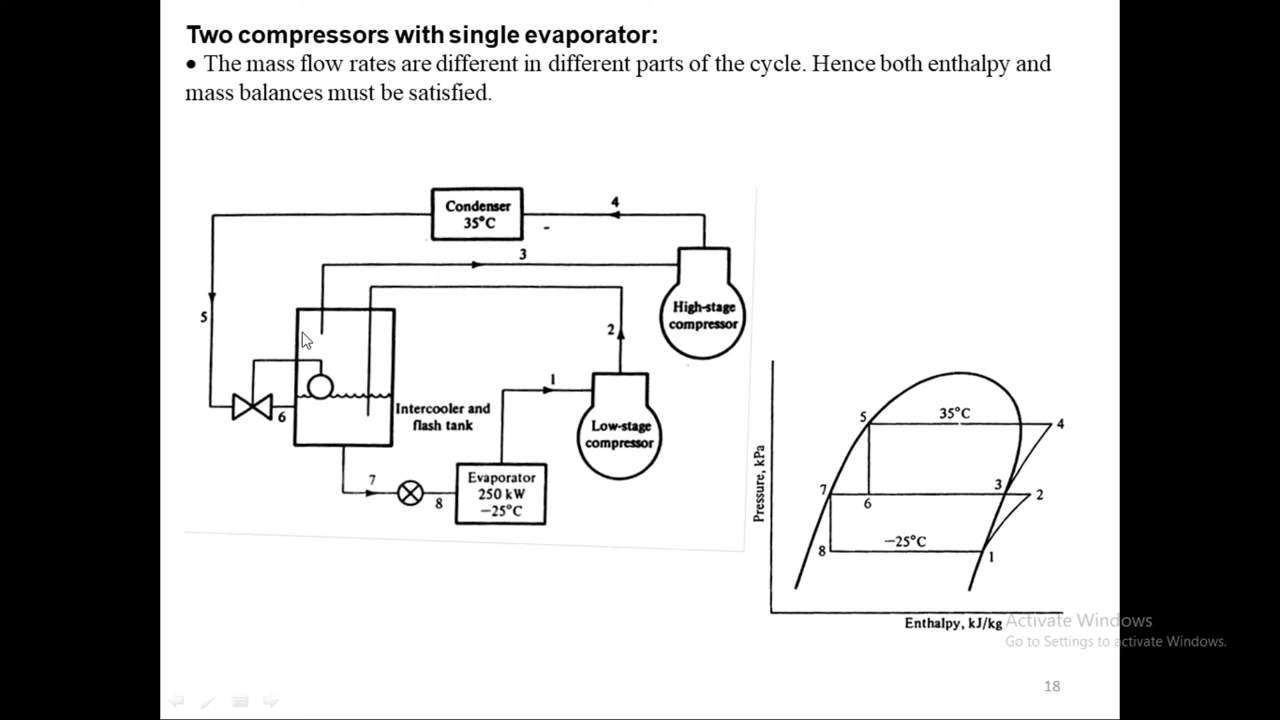 Two compressors with single evaporator:
• The mass flow rates are different in different parts of the cycle. Hence both enthalpy and
mass balances must be satisfied.
Condenser
35°C
4
3
High-stage
compressor
5
2
1
6
Intercooler and
flash tank
Low-stage
compressor
7
8
Evaporator
250 kW
−25°C
Pressure, kPa
5
35°C
4
7
3
2
6
8
−25°C
1
Enthalpy, kJ/kg
Activate Windows
Go to Settings to activate Windows.
18